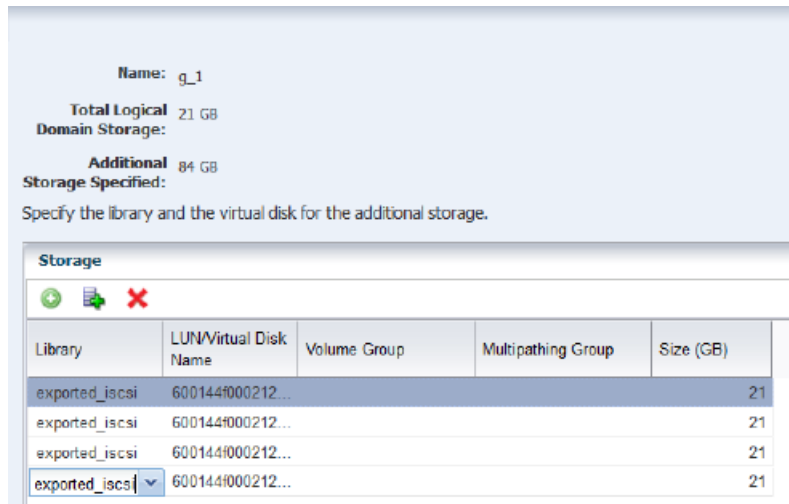 Name: g_1
Total Logical Domain Storage: 21 GB
Additional Storage Specified: 84 GB
Specify the library and the virtual disk for the additional storage.
Storage
Library LUN/Virtual Disk Name Volume Group Multipathing Group Size (GB)
exported_iscsi 600144f000212... 21
exported_iscsi 600144f000212... 21
exported_iscsi 600144f000212... 21
exported_iscsi 600144f000212... 21